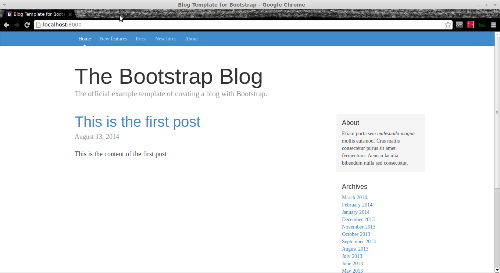 Blog Template for Bootstrap - Google Chrome
Blog Template for Boots
localhost:8000
Home New features Press New hires About
The Bootstrap Blog
The official example template of creating a blog with Bootstrap.
This is the first post
August 13, 2014
This is the content of the first post
About
Etiam porta sem malesuada magna
mollis euismod. Cras mattis
consectetur purus sit amet
fermentum. Aenean lacinia
bibendum nulla sed consectetur.
Archives
March 2014
February 2014
January 2014
December 2013
November 2013
October 2013
September 2013
August 2013
July 2013
June 2013
May 2013